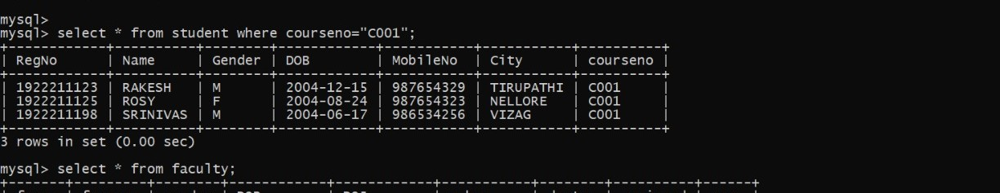 mysql>
mysql> select * from student where courseno="C001";
+------------+----------+--------+------------+-----------+-----------+----------+
| RegNo | Name | Gender | DOB | MobileNo | City | courseno |
+------------+----------+--------+------------+-----------+-----------+----------+
| 1922211123 | RAKESH | M | 2004-12-15 | 987654329 | TIRUPATHI | C001 |
| 1922211125 | ROSY | F | 2004-08-24 | 987654323 | NELLORE | C001 |
| 1922211198 | SRINIVAS | M | 2004-06-17 | 986534256 | VIZAG | C001 |
+------------+----------+--------+------------+-----------+-----------+----------+
3 rows in set (0.00 sec)
mysql> select * from faculty;